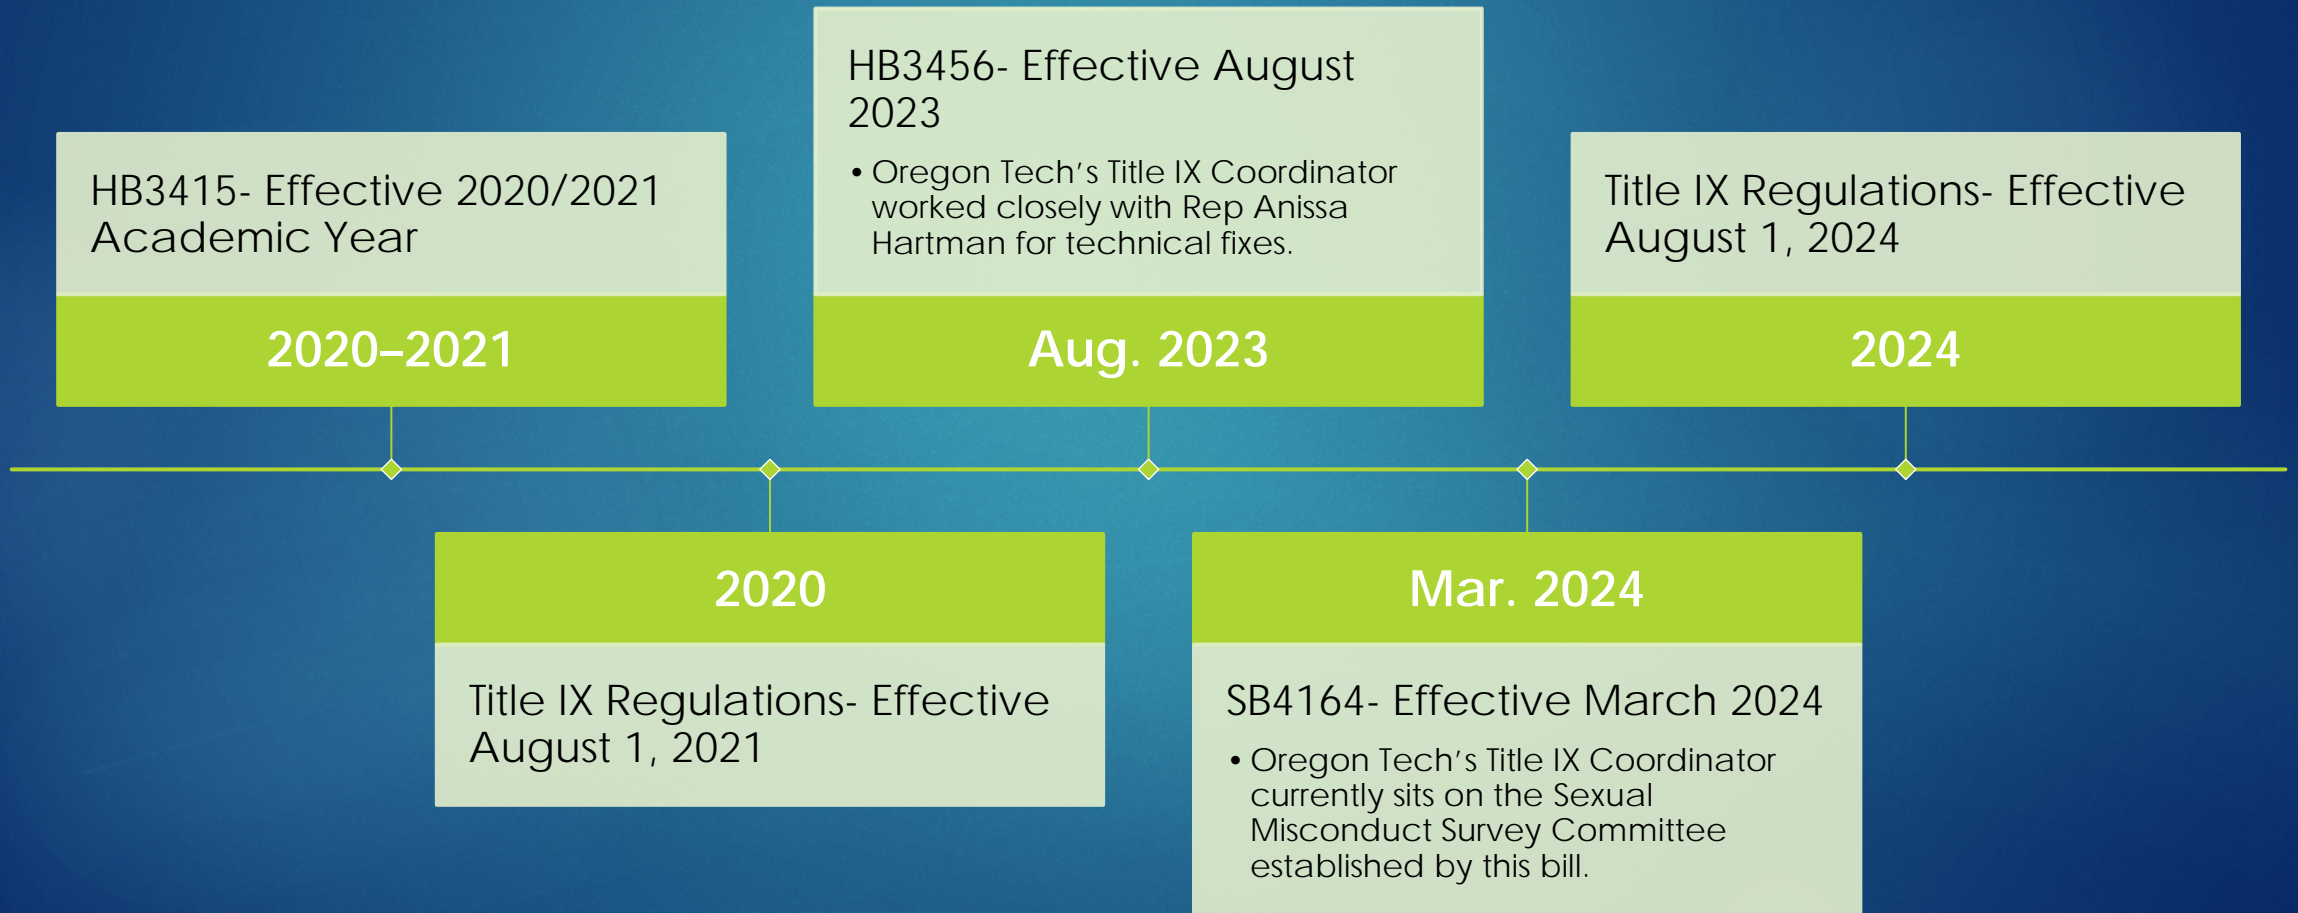 HB3415- Effective 2020/2021
Academic Year
2020–2021
2020
Title IX Regulations- Effective
August 1, 2021
HB3456- Effective August
2023
• Oregon Tech’s Title IX Coordinator
worked closely with Rep Anissa
Hartman for technical fixes.
Aug. 2023
Mar. 2024
SB4164- Effective March 2024
• Oregon Tech’s Title IX Coordinator
currently sits on the Sexual
Misconduct Survey Committee
established by this bill.
Title IX Regulations- Effective
August 1, 2024
2024